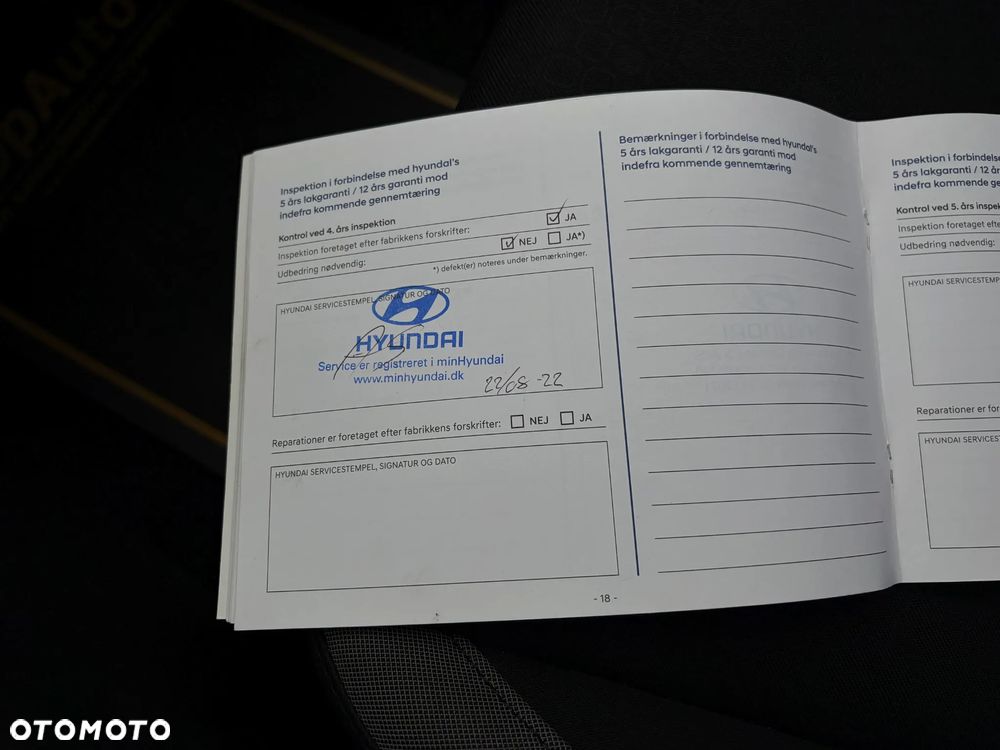 Inspektion i forbindelse med hyundai's
5 års lakgaranti / 12 års garanti mod
indefra kommende gennemtæring
Kontrol ved 4. års inspektion
Inspektion foretaget efter fabrikkens forskrifter:
JA
Udbedring nødvendig:
NEJ JA*)
*) defekt(er) noteres under bemærkninger.
HYUNDAI SERVICESTEMPEL, SIGNATUR OG DATO
HYUNDAI
Service er registreret i minHyundai
www.minhyundai.dk
22/08-22
Reparationer er foretaget efter fabrikkens forskrifter: NEJ JA
HYUNDAI SERVICESTEMPEL, SIGNATUR OG DATO
Bemærkninger i forbindelse med hyundai's
5 års lakgaranti / 12 års garanti mod
indefra kommende gennemtæring
- 18 -
Inspektion i forbindelse
5 års lakgaranti / 12 år
indefra kommende ge
Kontrol ved 5. års inspek
Inspektion foretaget e
Udbedring nødvendig:
HYUNDAI SERVICESTEMP
Reparationer er for
HYUNDAI SERVICES
OTOMOTO